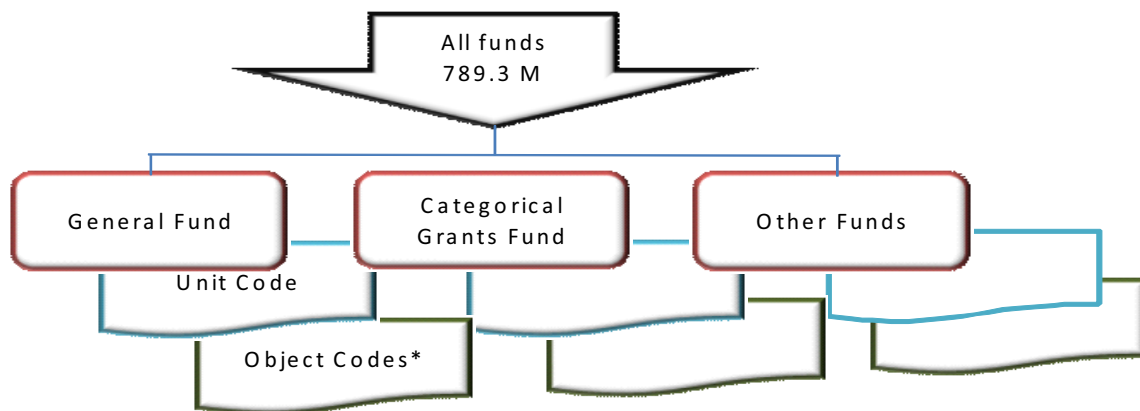 All funds
789.3 M
General Fund
Categorical
Grants Fund
Other Funds
Unit Code
Object Codes*